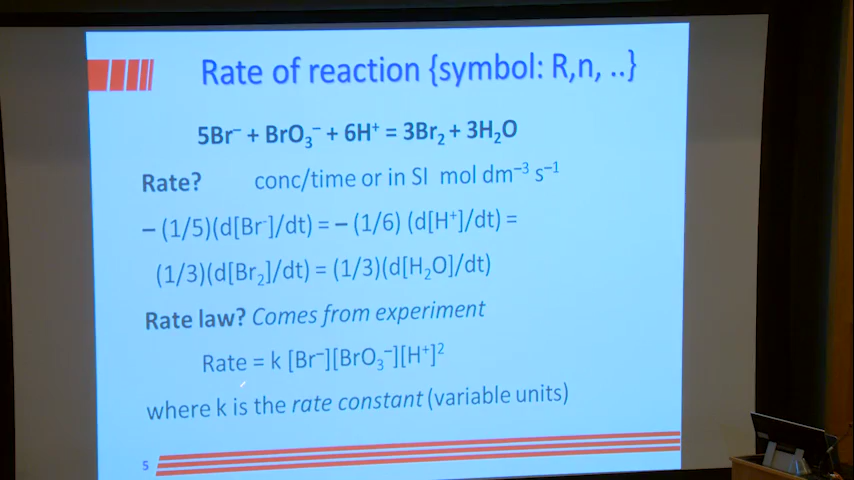 Rate of reaction {symbol: R,n, ..}
5Br⁻ + BrO₃⁻ + 6H⁺ = 3Br₂ + 3H₂O
Rate? conc/time or in SI mol dm⁻³ s⁻¹
– (1/5)(d[Br⁻]/dt) = – (1/6) (d[H⁺]/dt) =
(1/3)(d[Br₂]/dt) = (1/3)(d[H₂O]/dt)
Rate law? Comes from experiment
Rate = k [Br⁻][BrO₃⁻][H⁺]²
where k is the rate constant (variable units)
5